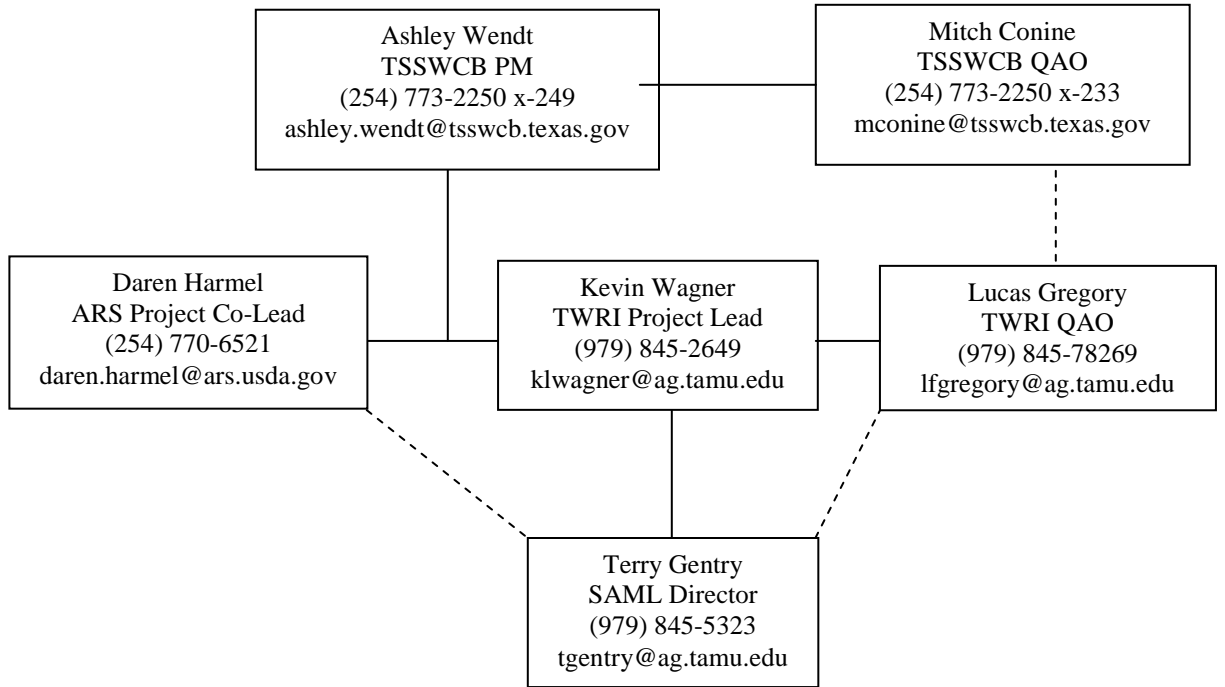 Ashley Wendt
TSSWCB PM
(254) 773-2250 x-249
ashley.wendt@tsswcb.texas.gov
Mitch Conine
TSSWCB QAO
(254) 773-2250 x-233
mconine@tsswcb.texas.gov
Daren Harmel
ARS Project Co-Lead
(254) 770-6521
daren.harmel@ars.usda.gov
Kevin Wagner
TWRI Project Lead
(979) 845-2649
klwagner@ag.tamu.edu
Lucas Gregory
TWRI QAO
(979) 845-78269
lfgregory@ag.tamu.edu
Terry Gentry
SAML Director
(979) 845-5323
tgentry@ag.tamu.edu